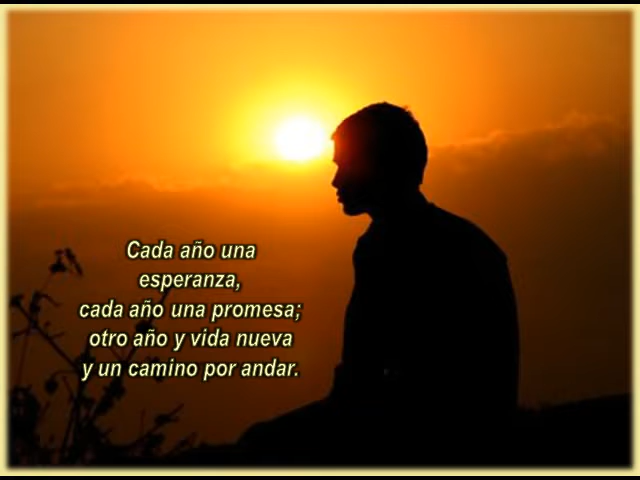 Cada año una
esperanza,
cada año una promesa;
otro año y vida nueva
y un camino por andar.